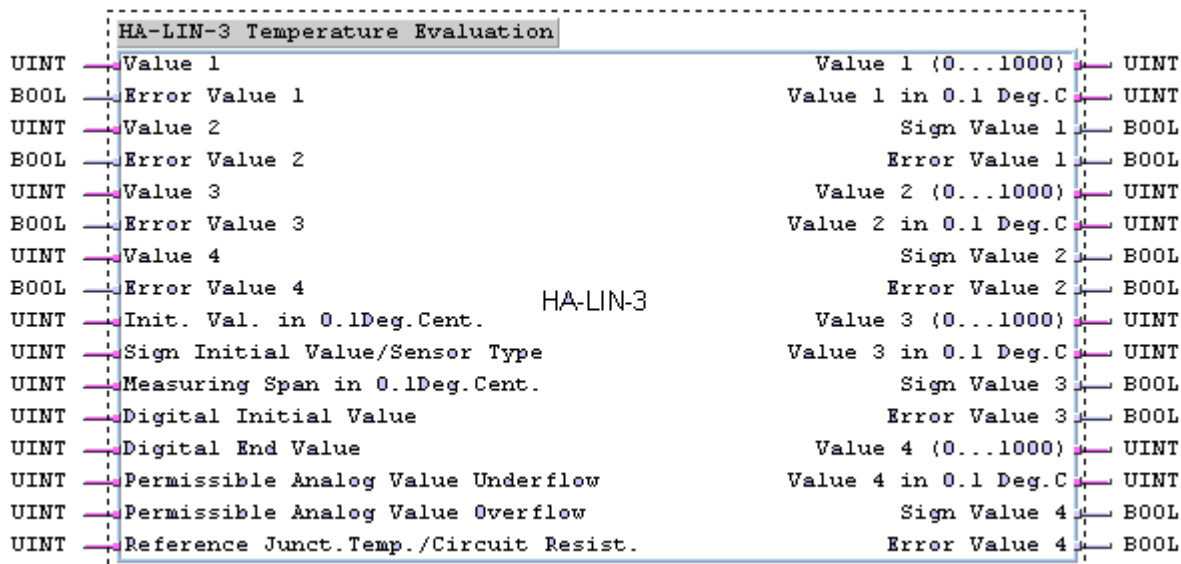 HA-LIN-3 Temperature Evaluation
UINT Value 1 Value 1 (0...1000) UINT
BOOL Error Value 1 Value 1 in 0.1 Deg.C UINT
UINT Value 2 Sign Value 1 BOOL
BOOL Error Value 2 Error Value 1 BOOL
UINT Value 3 Value 2 (0...1000) UINT
BOOL Error Value 3 Value 2 in 0.1 Deg.C UINT
UINT Value 4 Sign Value 2 BOOL
BOOL Error Value 4 HA-LIN-3 Error Value 2 BOOL
UINT Init. Val. in 0.1Deg.Cent. Value 3 (0...1000) UINT
UINT Sign Initial Value/Sensor Type Value 3 in 0.1 Deg.C UINT
UINT Measuring Span in 0.1Deg.Cent. Sign Value 3 BOOL
UINT Digital Initial Value Error Value 3 BOOL
UINT Digital End Value Value 4 (0...1000) UINT
UINT Permissible Analog Value Underflow Value 4 in 0.1 Deg.C UINT
UINT Permissible Analog Value Overflow Sign Value 4 BOOL
UINT Reference Junct.Temp./Circuit Resist. Error Value 4 BOOL